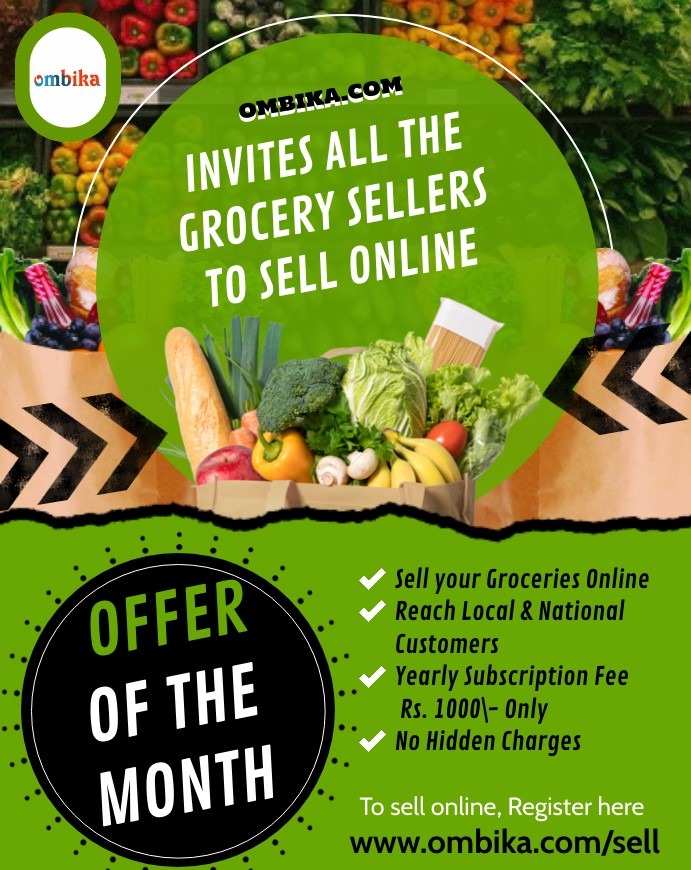 ombika
OMBIKA.COM
INVITES ALL THE
GROCERY SELLERS
TO SELL ONLINE
OFFER
OF THE
MONTH
Sell your Groceries Online
Reach Local & National
Customers
Yearly Subscription Fee
Rs. 1000\- Only
No Hidden Charges
To sell online, Register here
www.ombika.com/sell